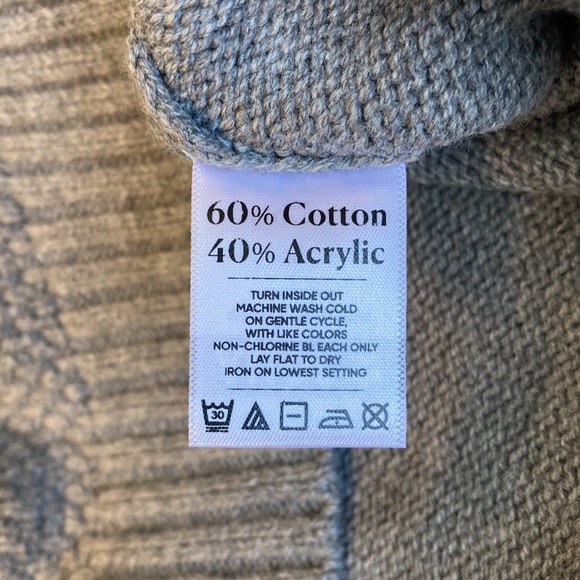 60% Cotton
40% Acrylic
TURN INSIDE OUT
MACHINE WASH COLD
ON GENTLE CYCLE,
WITH LIKE COLORS
NON-CHLORINE BL EACH ONLY
LAY FLAT TO DRY
IRON ON LOWEST SETTING
30